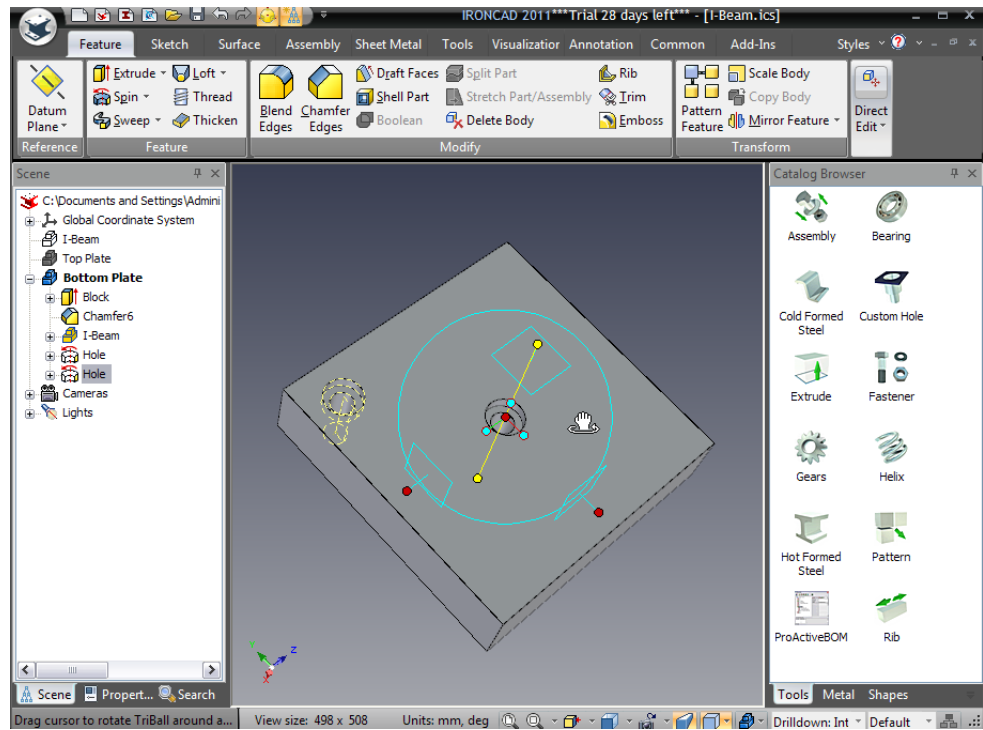 IRONCAD 2011***Trial 28 days left*** - [I-Beam.ics]
Feature Sketch Surface Assembly Sheet Metal Tools Visualization Annotation Common Add-Ins Styles
Extrude Loft Draft Faces Split Part Rib Scale Body
Spin Thread Shell Part Stretch Part/Assembly Trim Copy Body
Datum Plane Sweep Thicken Blend Edges Chamfer Edges Boolean Delete Body Emboss Pattern Feature Mirror Feature Direct Edit
Reference Feature Modify Transform
Scene
C:\Documents and Settings\Admini
Global Coordinate System
I-Beam
Top Plate
Bottom Plate
Block
Chamfer6
I-Beam
Hole
Hole
Cameras
Lights
Z
Catalog Browser
Assembly Bearing
Cold Formed Steel Custom Hole
Extrude Fastener
Gears Helix
Hot Formed Steel Pattern
ProActiveBOM Rib
Scene Propert... Search
Tools Metal Shapes
Drag cursor to rotate TriBall around a... View size: 498 x 508 Units: mm, deg Drilldown: Int Default